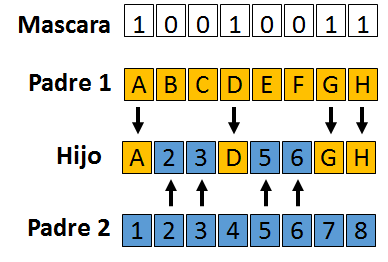 Mascara 1 0 0 1 0 0 1 1
Padre 1 A B C D E F G H
Hijo A 2 3 D 5 6 G H
Padre 2 1 2 3 4 5 6 7 8